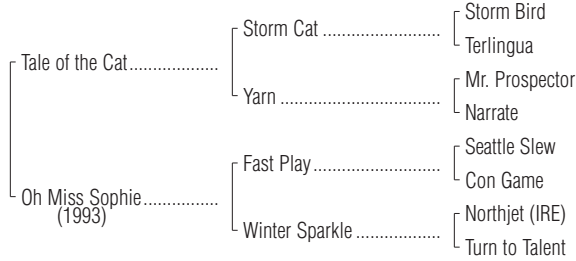 Storm Bird
Storm Cat ........................
Terlingua
Tale of the Cat...................
Mr. Prospector
Yarn .................................
Narrate
Seattle Slew
Fast Play..........................
Con Game
Oh Miss Sophie................
(1993)
Northjet (IRE)
Winter Sparkle .................
Turn to Talent